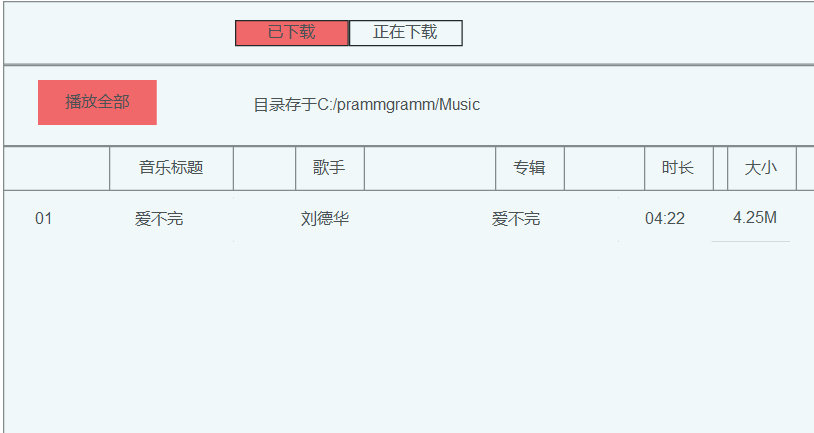 已下载 正在下载
播放全部 目录存于C:/prammgramm/Music
音乐标题 歌手 专辑 时长 大小
01 爱不完 刘德华 爱不完 04:22 4.25M